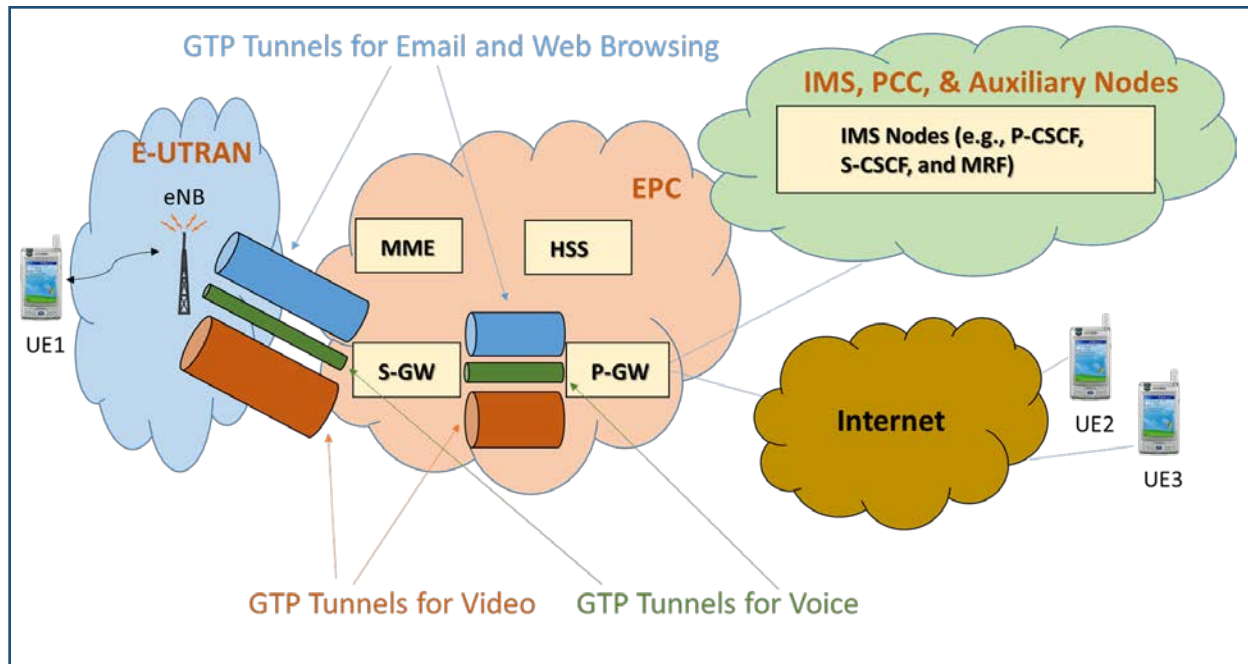 GTP Tunnels for Email and Web Browsing
IMS, PCC, & Auxiliary Nodes
IMS Nodes (e.g., P-CSCF,
S-CSCF, and MRF)
E-UTRAN
eNB
EPC
MME
HSS
UE1
S-GW
P-GW
Internet
UE2
UE3
GTP Tunnels for Video
GTP Tunnels for Voice